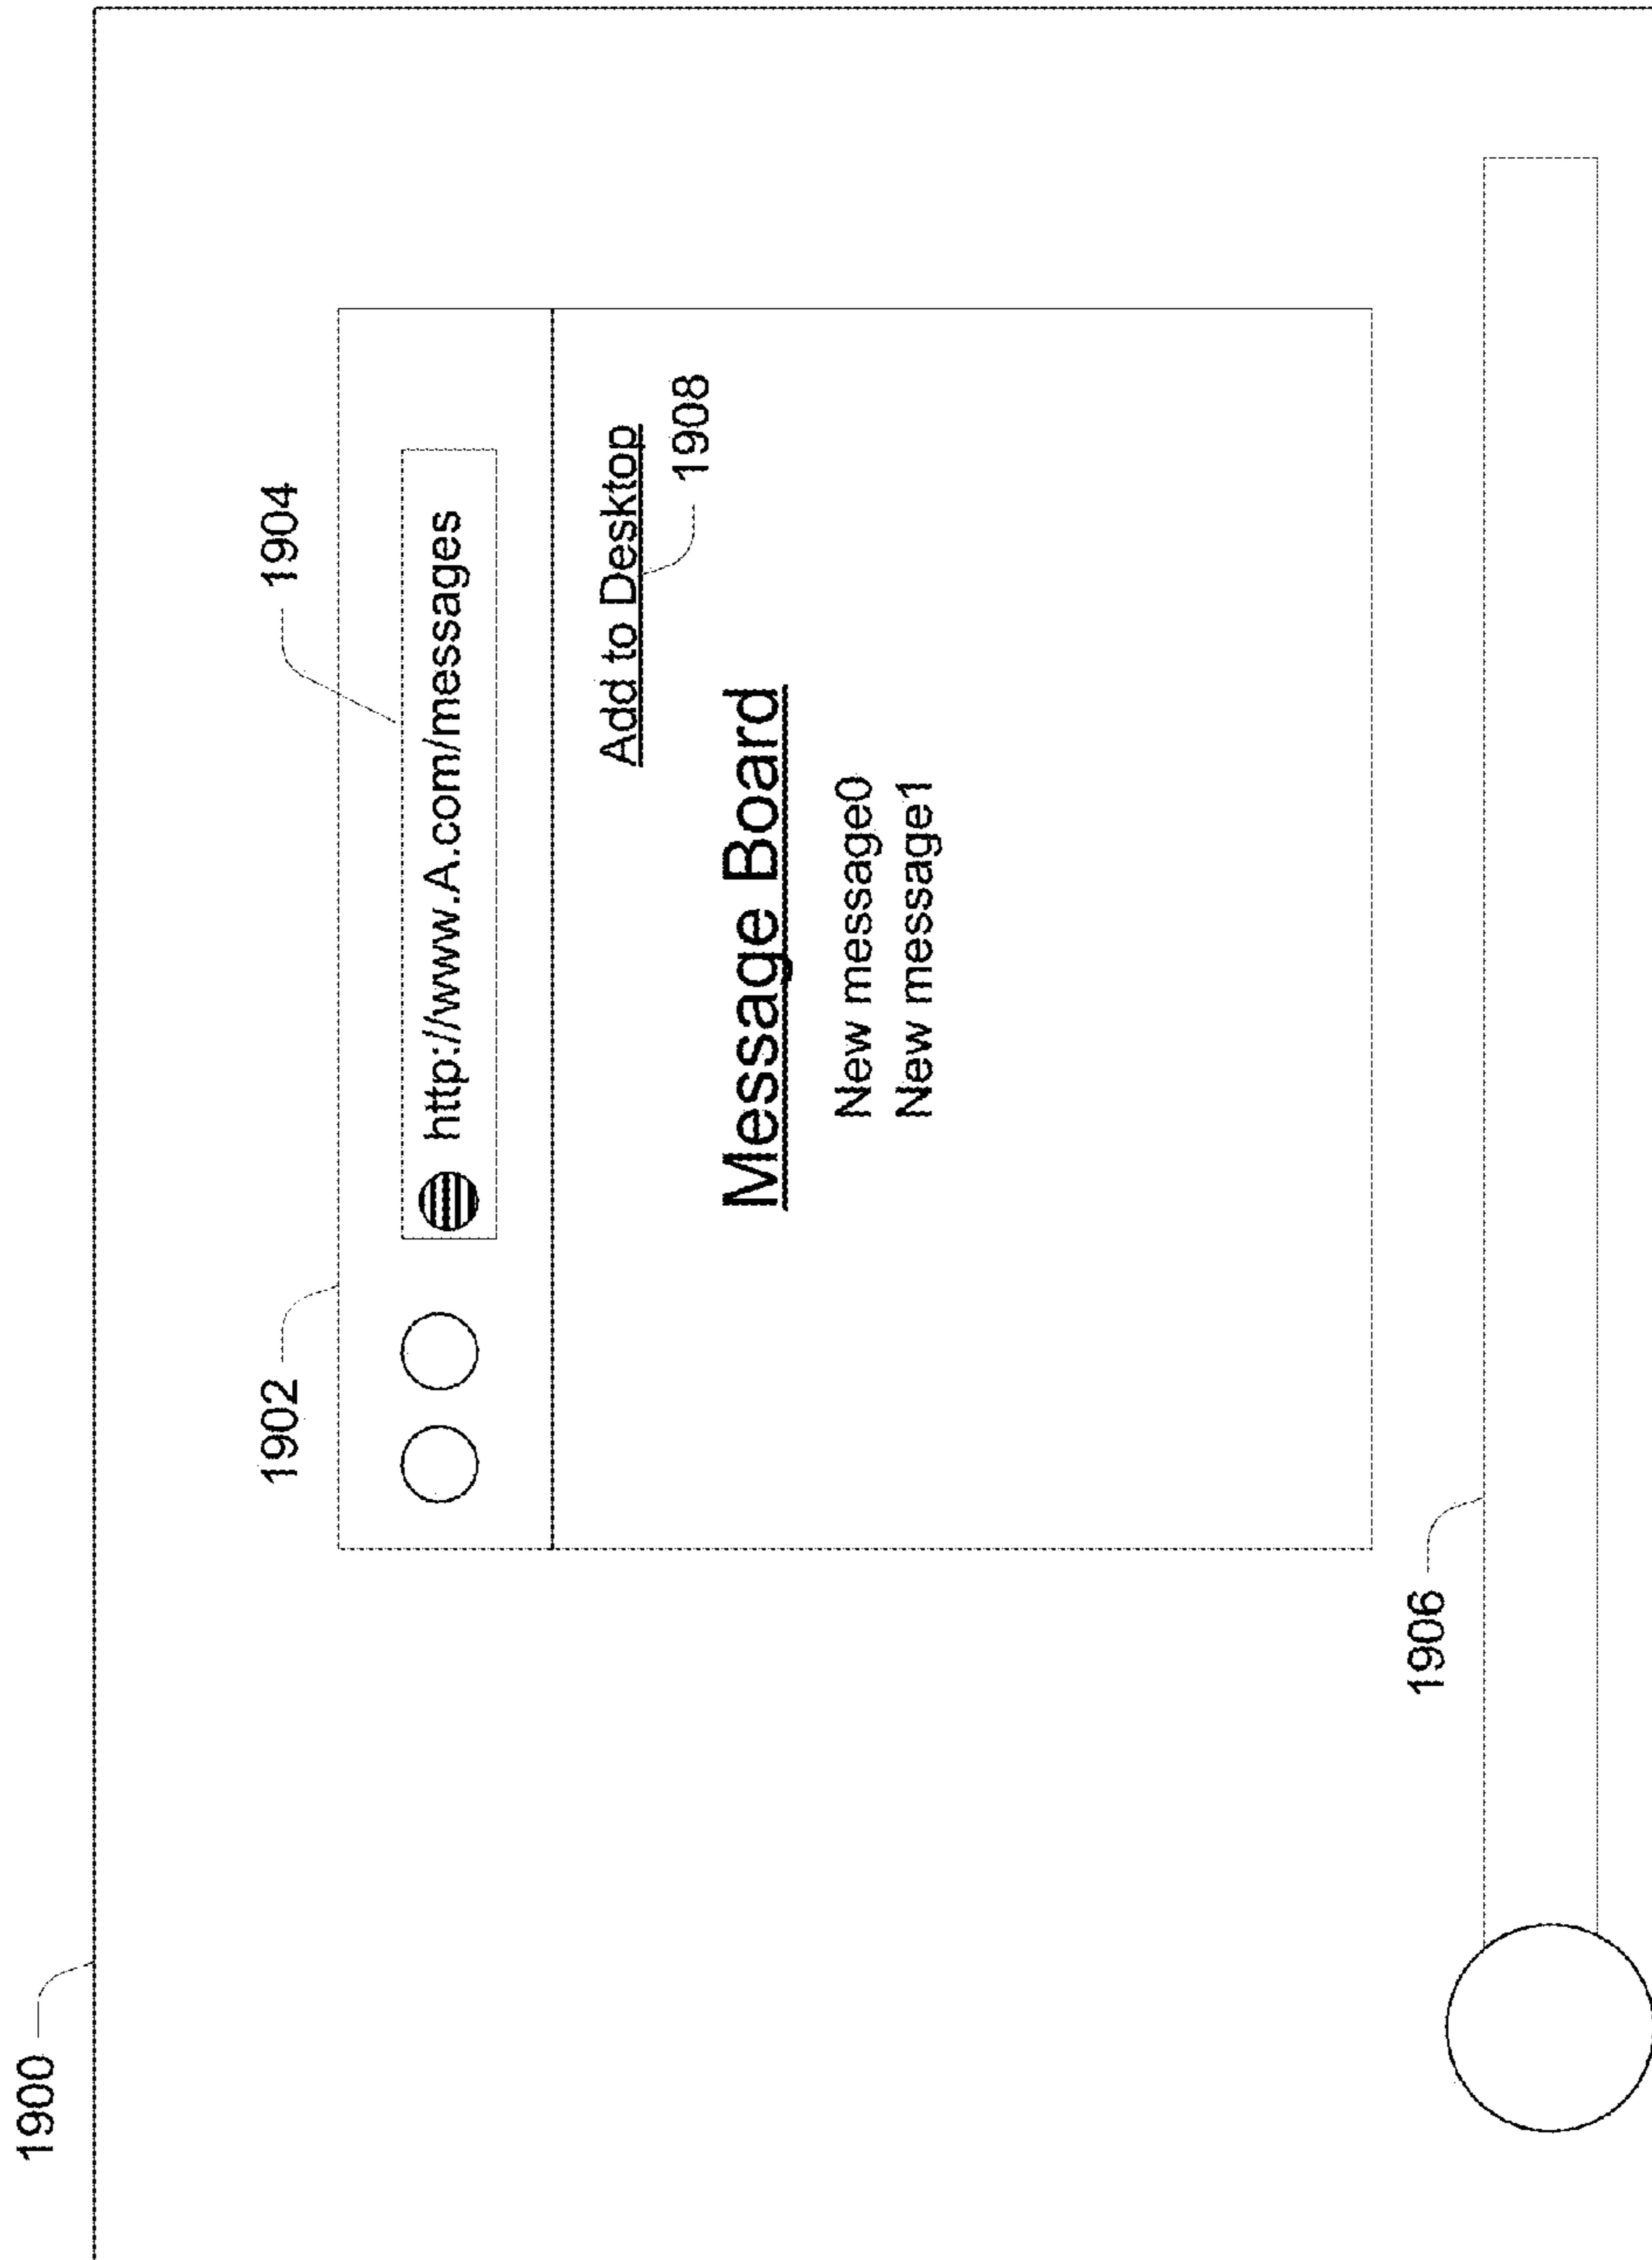 1900
1902
1904
http://www.A.com/messages
Add to Desktop
1908
Message Board
New message0
New message1
1906